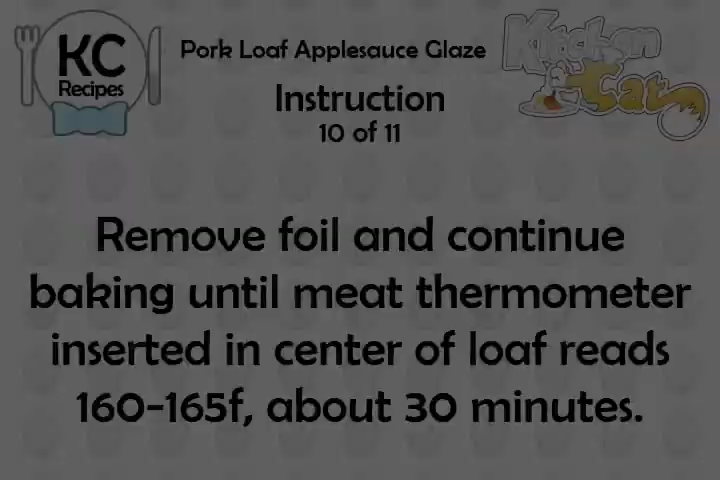 KC
Recipes
Pork Loaf Applesauce Glaze
Kitchen
Cat
Instruction
10 of 11
Remove foil and continue
baking until meat thermometer
inserted in center of loaf reads
160-165f, about 30 minutes.